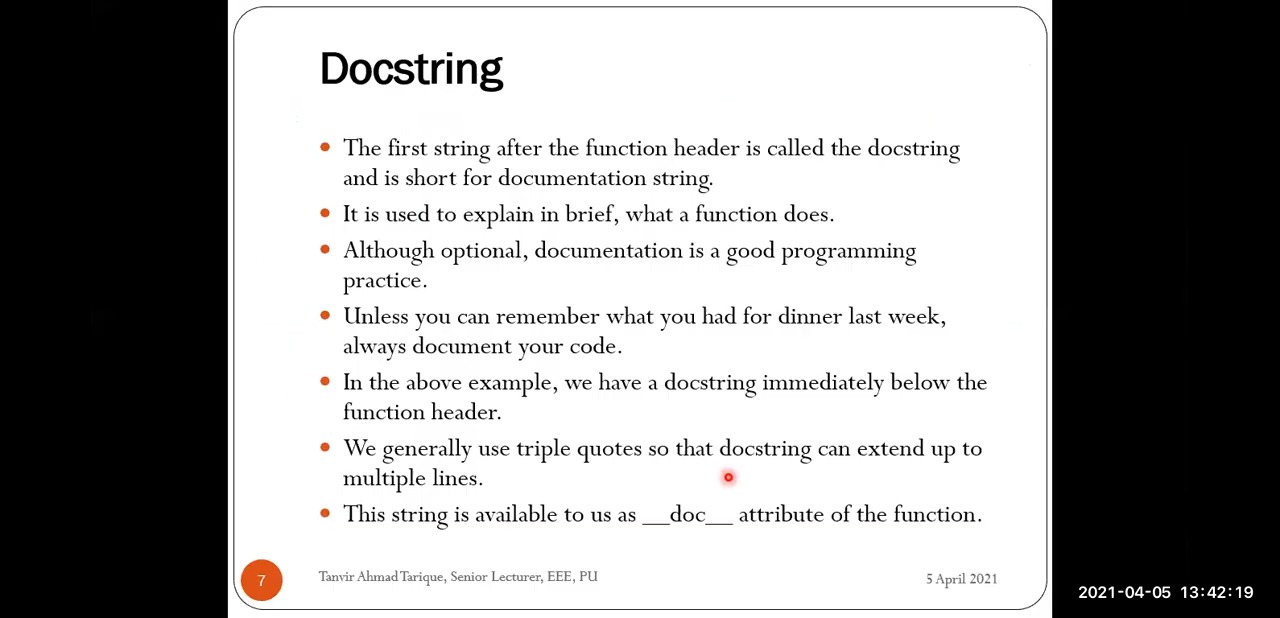 Docstring
The first string after the function header is called the docstring
and is short for documentation string.
It is used to explain in brief, what a function does.
Although optional, documentation is a good programming
practice.
Unless you can remember what you had for dinner last week,
always document your code.
In the above example, we have a docstring immediately below the
function header.
We generally use triple quotes so that docstring can extend up to
multiple lines.
This string is available to us as __doc__ attribute of the function.
7
Tanvir Ahmad Tarique, Senior Lecturer, EEE, PU
5 April 2021
2021-04-05 13:42:19